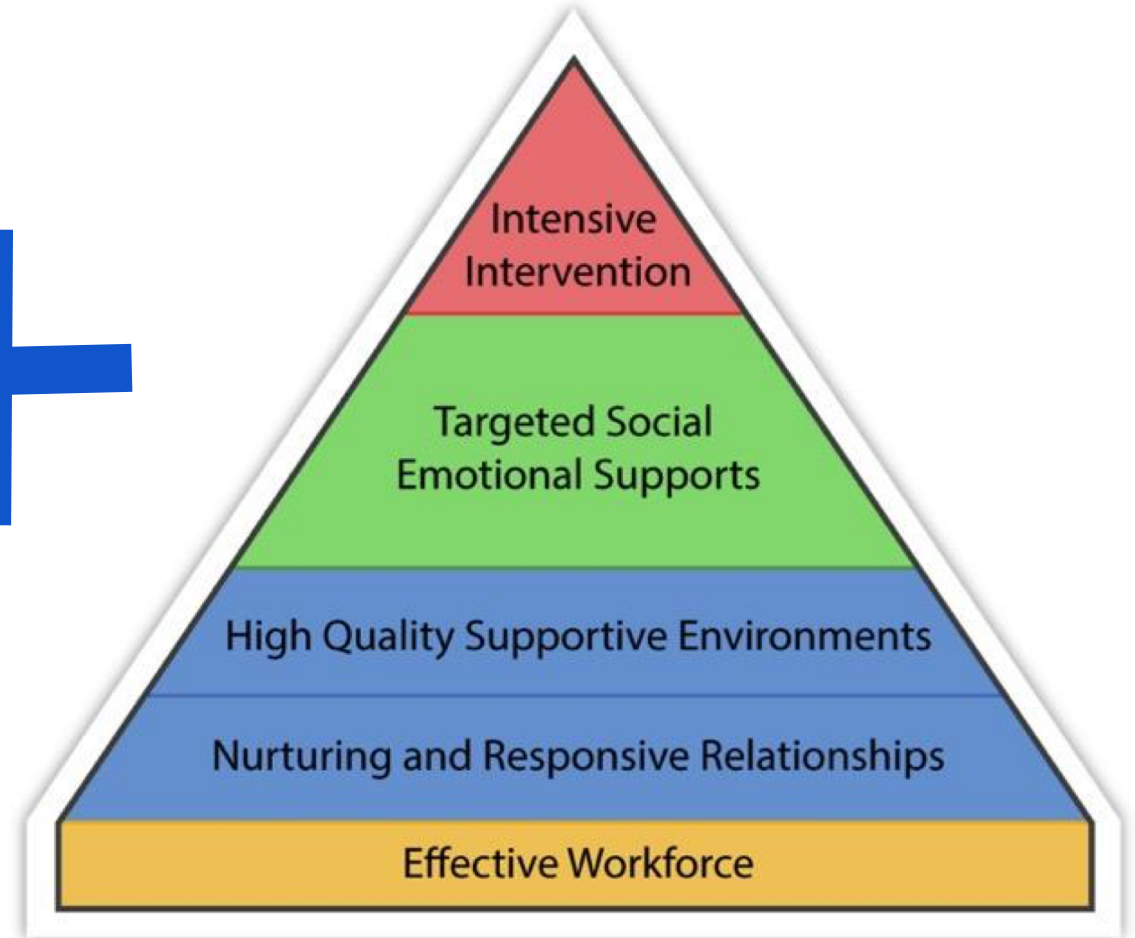 Intensive
Intervention
Targeted Social
Emotional Supports
High Quality Supportive Environments
Nurturing and Responsive Relationships
Effective Workforce